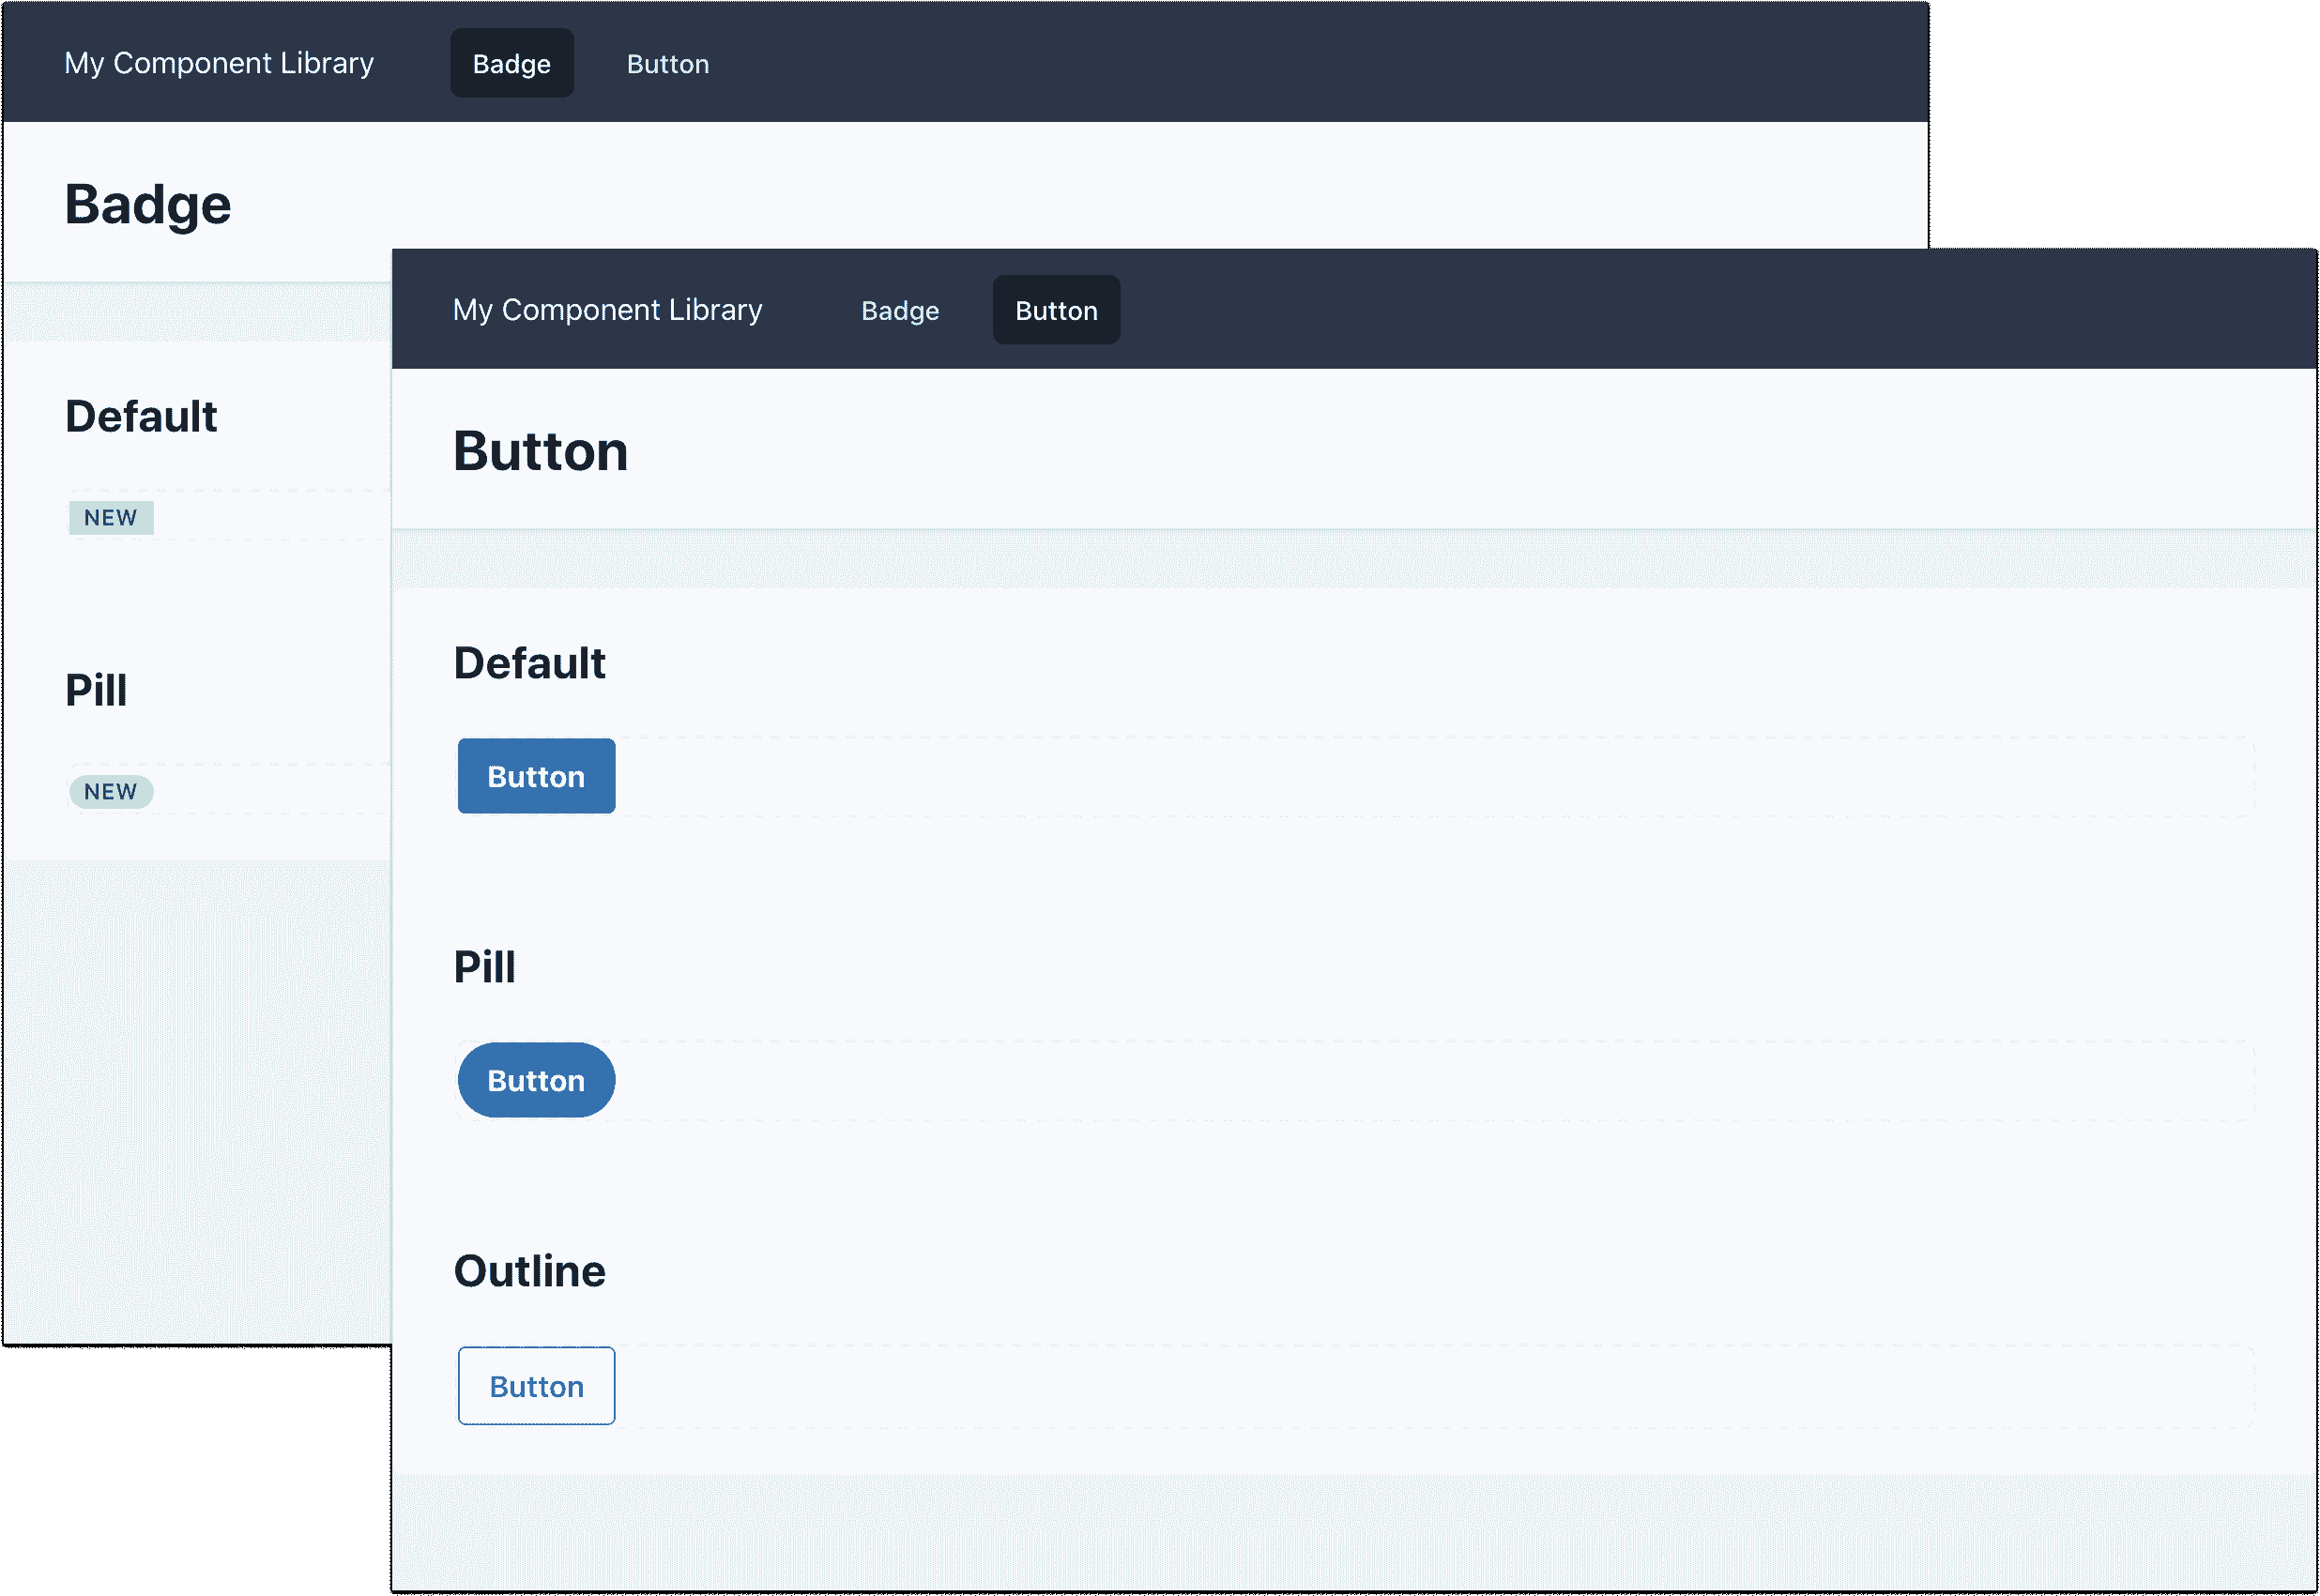 My Component Library Badge Button
Badge
Default
NEW
Pill
NEW
My Component Library Badge Button
Button
Default
Button
Pill
Button
Outline
Button